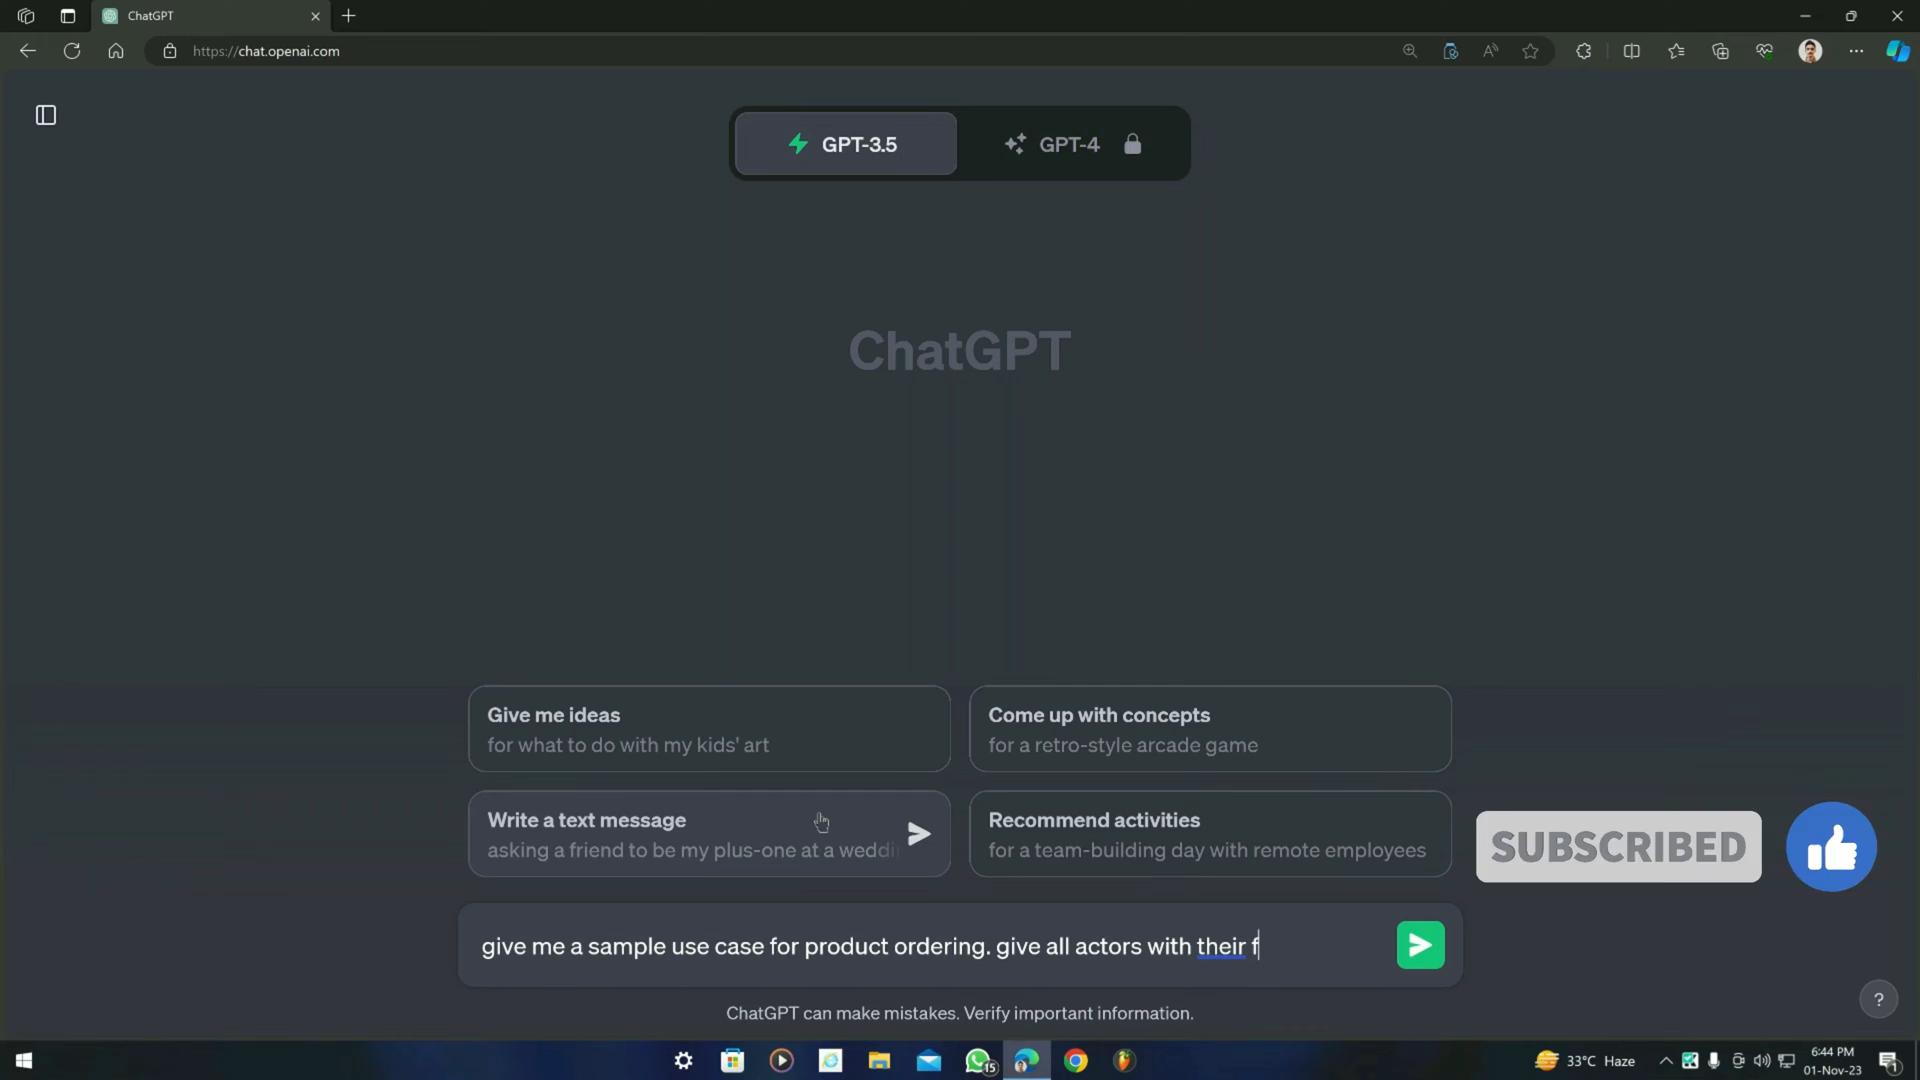 ChatGPT
https://chat.openai.com
GPT-3.5
GPT-4
ChatGPT
Give me ideas
for what to do with my kids' art
Come up with concepts
for a retro-style arcade game
Write a text message
asking a friend to be my plus-one at a weddi
Recommend activities
for a team-building day with remote employees
SUBSCRIBED
give me a sample use case for product ordering. give all actors with their f
ChatGPT can make mistakes. Verify important information.
?
15
33°C Haze
6:44 PM
01-Nov-23
1